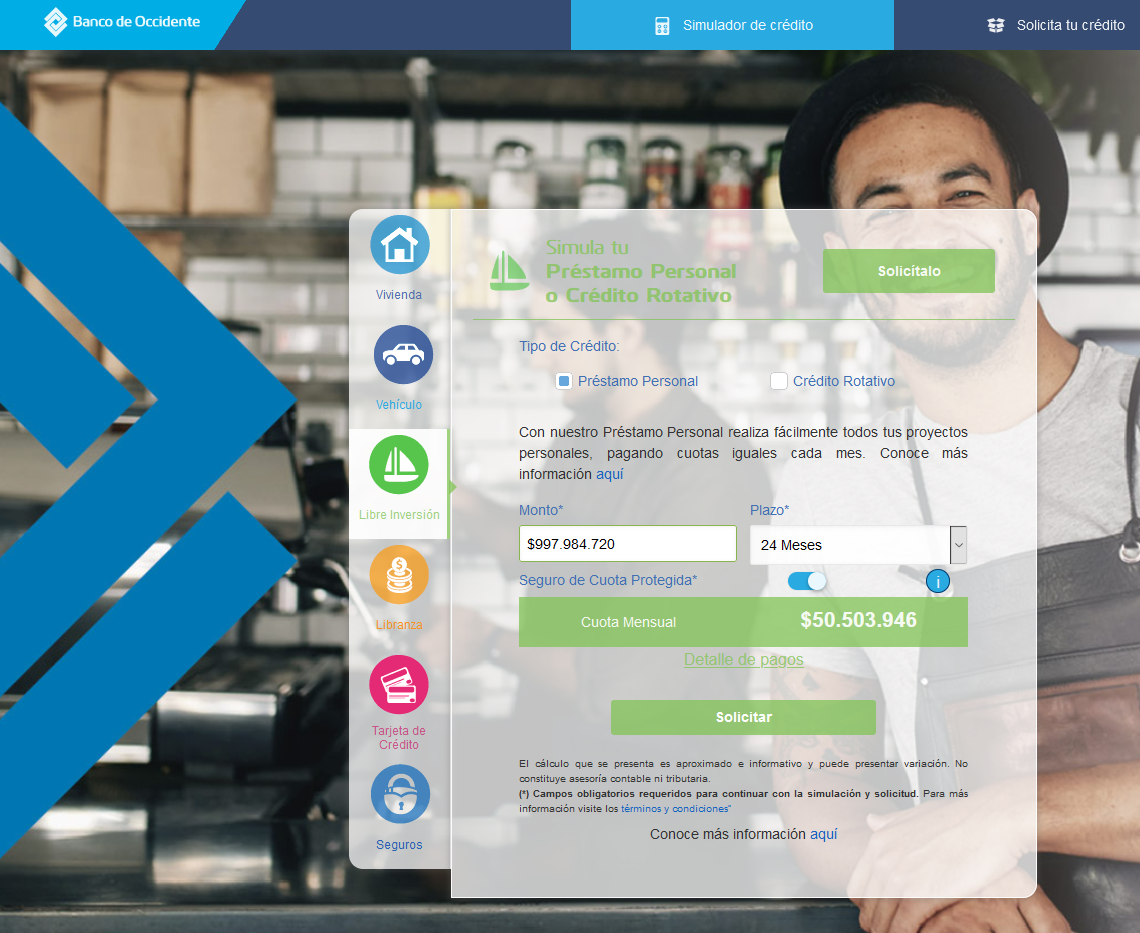 Banco de Occidente
Simulador de crédito
Solicita tu crédito
Vivienda
Vehículo
Libre Inversión
Libranza
Tarjeta de
Crédito
Seguros
Simula tu
Préstamo Personal
o Crédito Rotativo
Solicítalo
Tipo de Crédito:
Préstamo Personal
Crédito Rotativo
Con nuestro Préstamo Personal realiza fácilmente todos tus proyectos
personales, pagando cuotas iguales cada mes. Conoce más
información aquí
Monto*
Plazo*
$997.984.720
24 Meses
Seguro de Cuota Protegida*
i
Cuota Mensual
$50.503.946
Detalle de pagos
Solicitar
El cálculo que se presenta es aproximado e informativo y puede presentar variación. No
constituye asesoría contable ni tributaria.
(*) Campos obligatorios requeridos para continuar con la simulación y solicitud. Para más
información visite los términos y condiciones"
Conoce más información aquí